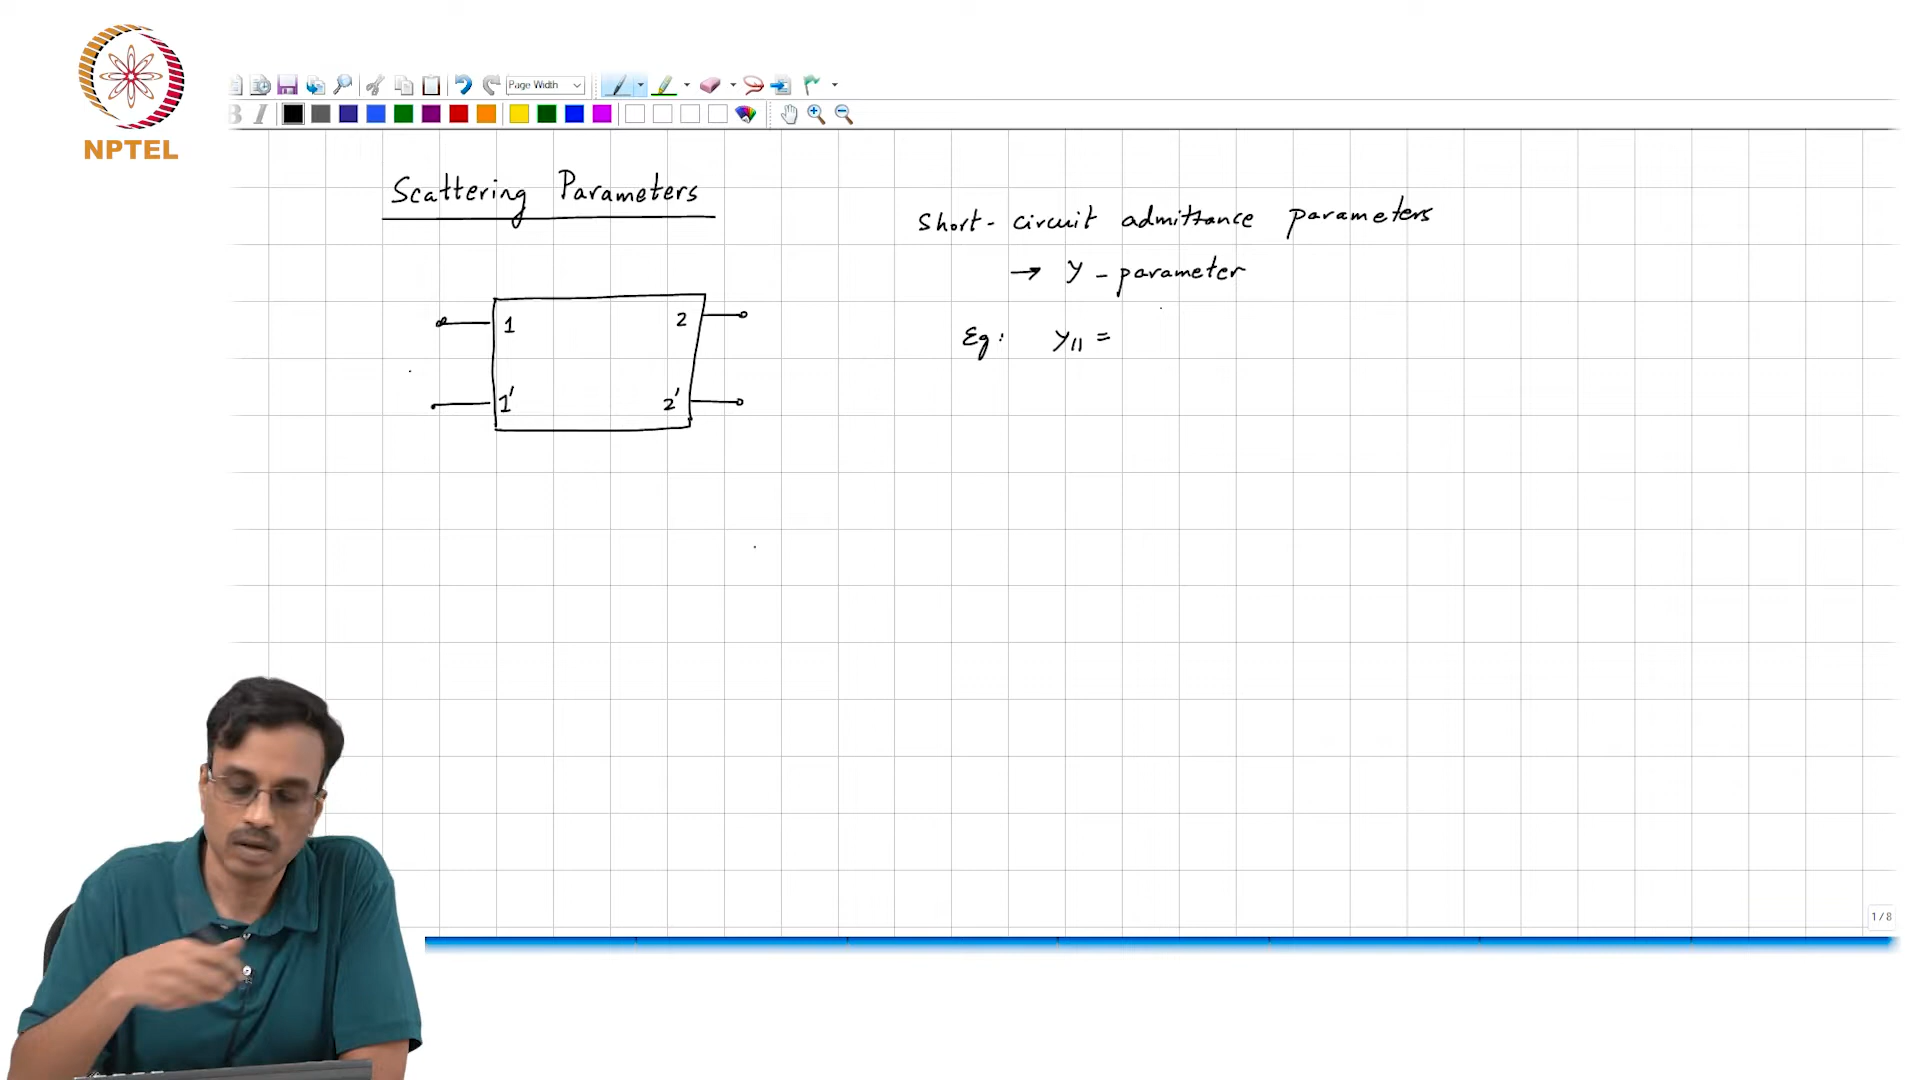 NPTEL
Page Width
B I
Scattering Parameters
Short-circuit admittance parameters
→ y - parameter
Eg: y11 =
1 2
1' 2'
1 / 8